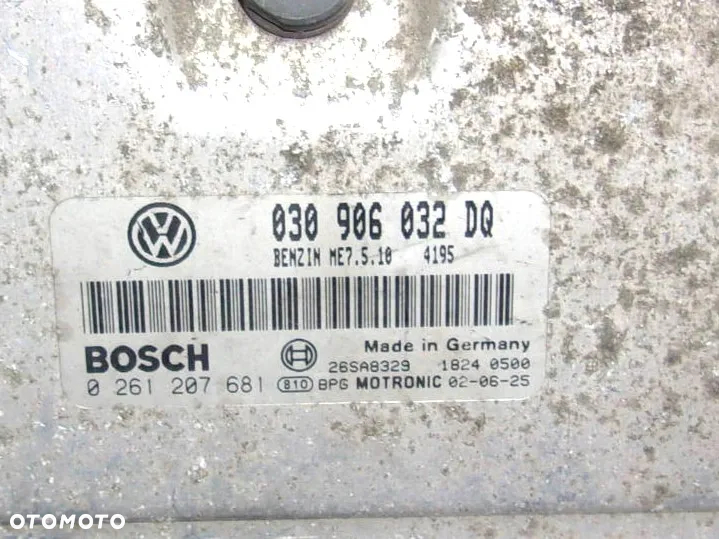 030 906 032 DQ
BENZIN ME7.5.10 4195
BOSCH
Made in Germany
26SA8329 1824 0500
0 261 207 681 810 BPG MOTRONIC 02-06-25
OTOMOTO